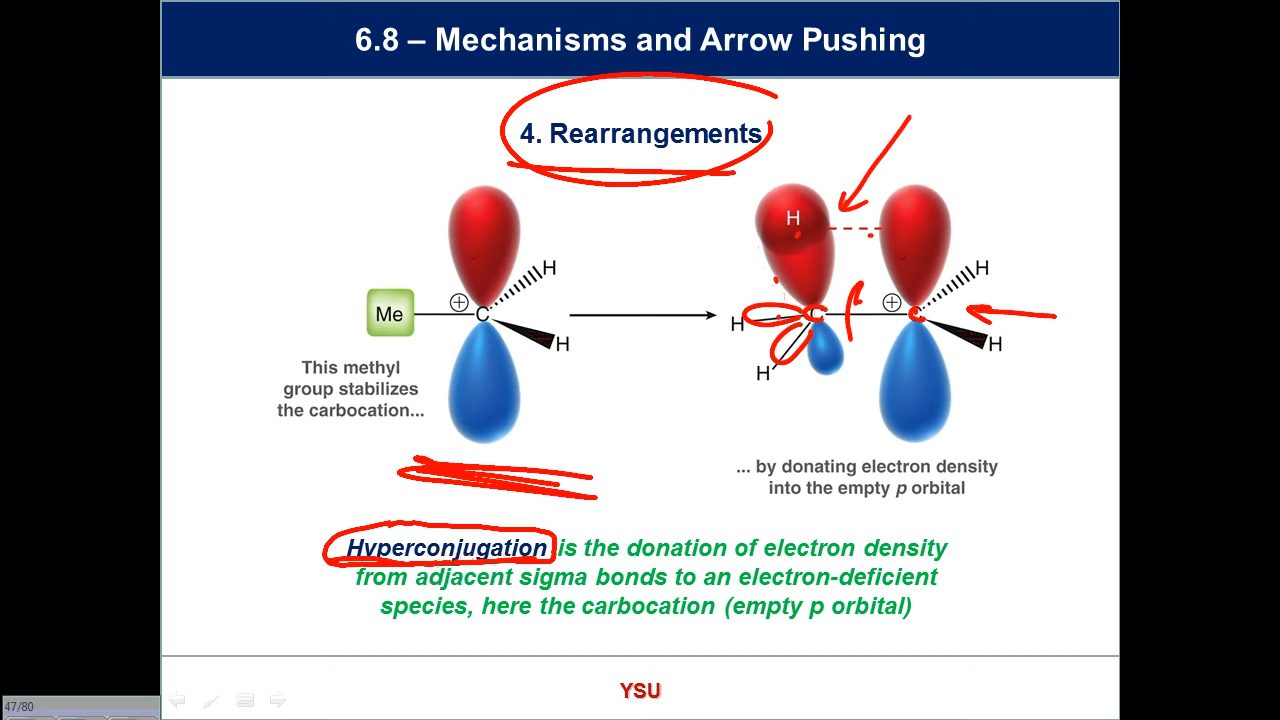 6.8 – Mechanisms and Arrow Pushing
4. Rearrangements
H
H
H
Me
⊕
C
H
H
C
⊕
C
H
H
This methyl
group stabilizes
the carbocation...
... by donating electron density
into the empty p orbital
Hyperconjugation is the donation of electron density
from adjacent sigma bonds to an electron-deficient
species, here the carbocation (empty p orbital)
YSU
47/80